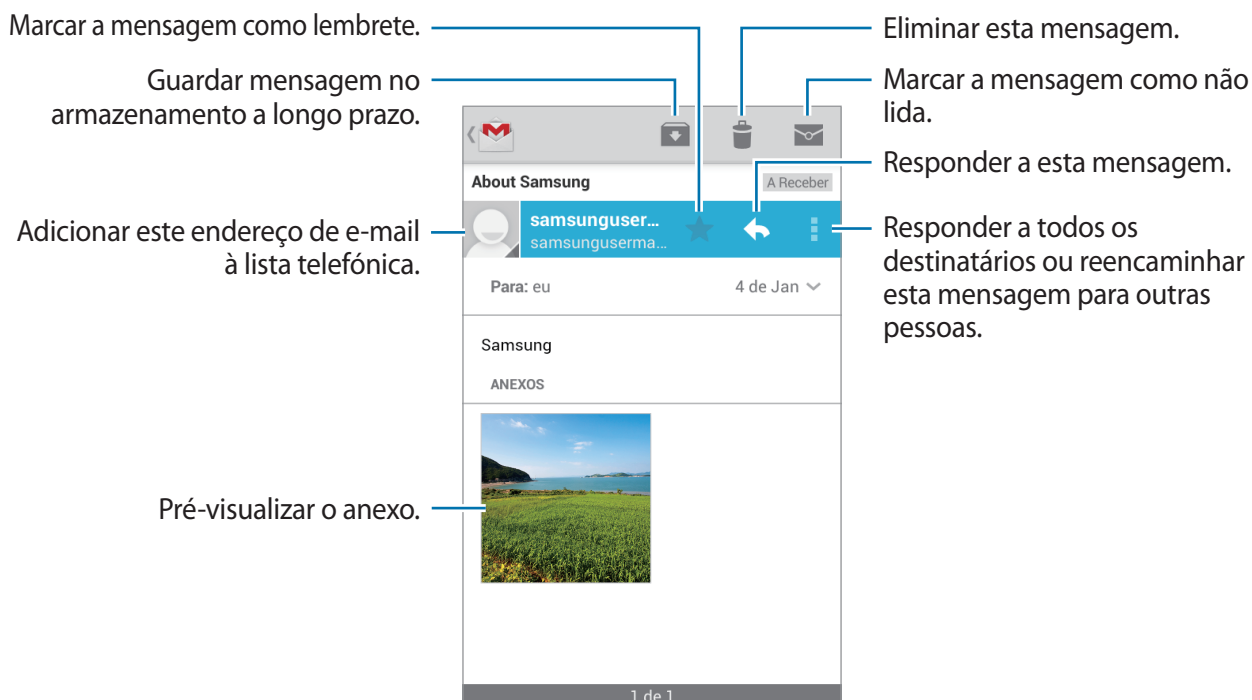 Marcar a mensagem como lembrete.
Guardar mensagem no
armazenamento a longo prazo.
Adicionar este endereço de e-mail
à lista telefónica.
Pré-visualizar o anexo.
About Samsung
A Receber
samsunguser...
samsunguserma...
Para: eu
4 de Jan
Samsung
ANEXOS
1 de 1
Eliminar esta mensagem.
Marcar a mensagem como não
lida.
Responder a esta mensagem.
Responder a todos os
destinatários ou reencaminhar
esta mensagem para outras
pessoas.